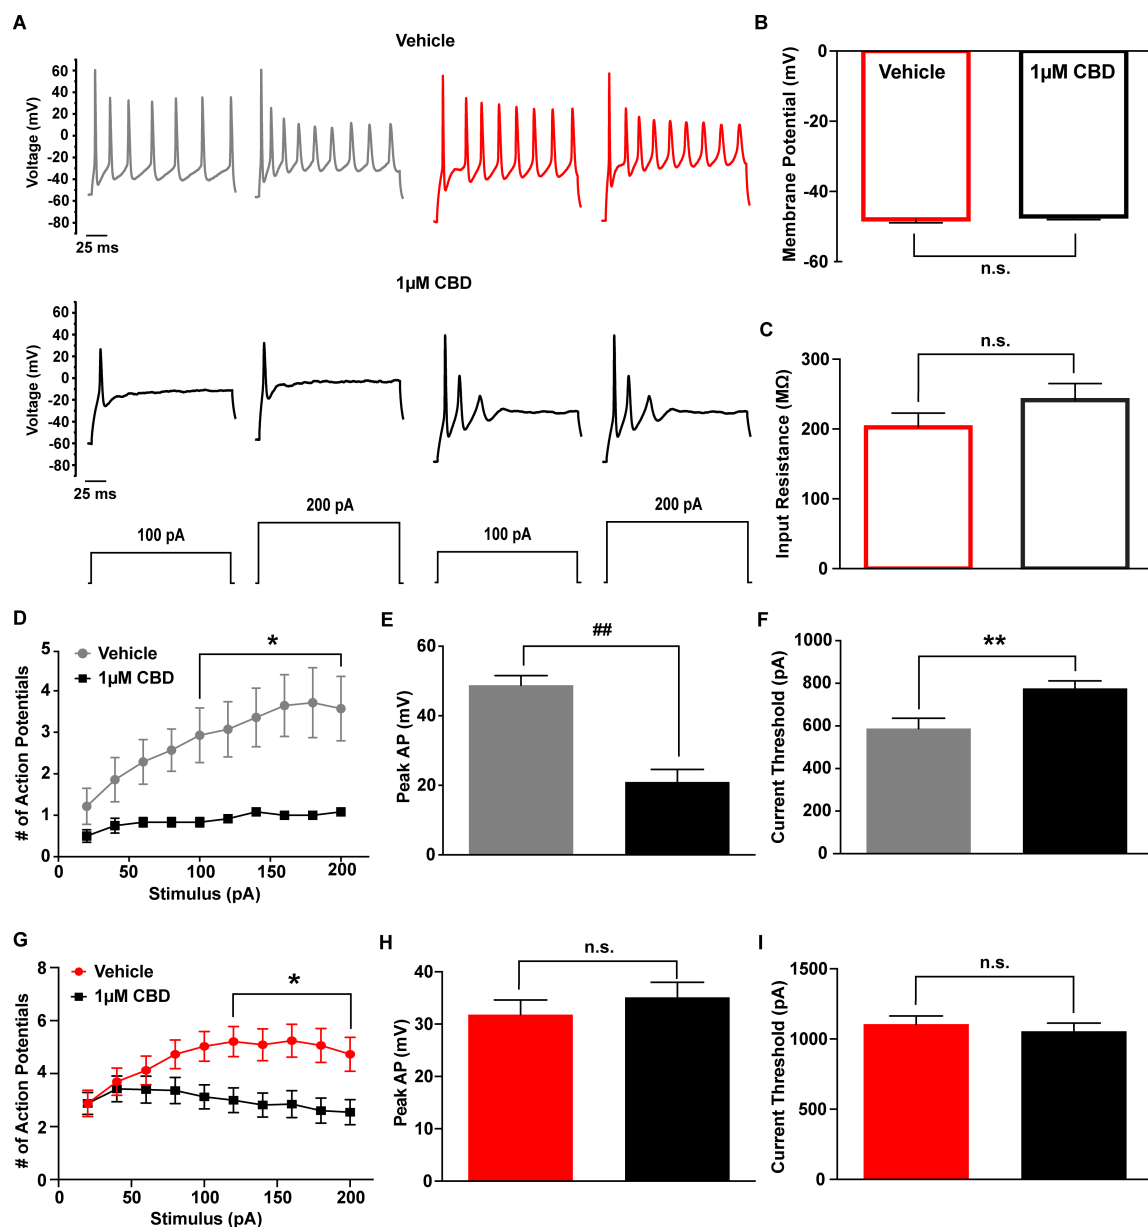 A
Vehicle
Voltage (mV)
60
40
20
0
-20
-40
-60
-80
25 ms
1µM CBD
Voltage (mV)
60
40
20
0
-20
-40
-60
-80
25 ms
100 pA
200 pA
100 pA
200 pA
B
Membrane Potential (mV)
0
-20
-40
-60
Vehicle
1µM CBD
n.s.
C
Input Resistance (MΩ)
300
200
100
0
n.s.
D
# of Action Potentials
5
4
3
2
1
0
Vehicle
1µM CBD
*
0 50 100 150 200
Stimulus (pA)
E
Peak AP (mV)
60
40
20
0
##
F
Current Threshold (pA)
1000
800
600
400
200
0
**
G
# of Action Potentials
8
6
4
2
0
Vehicle
1µM CBD
*
0 50 100 150 200
Stimulus (pA)
H
Peak AP (mV)
40
30
20
10
0
n.s.
I
Current Threshold (pA)
1500
1000
500
0
n.s.